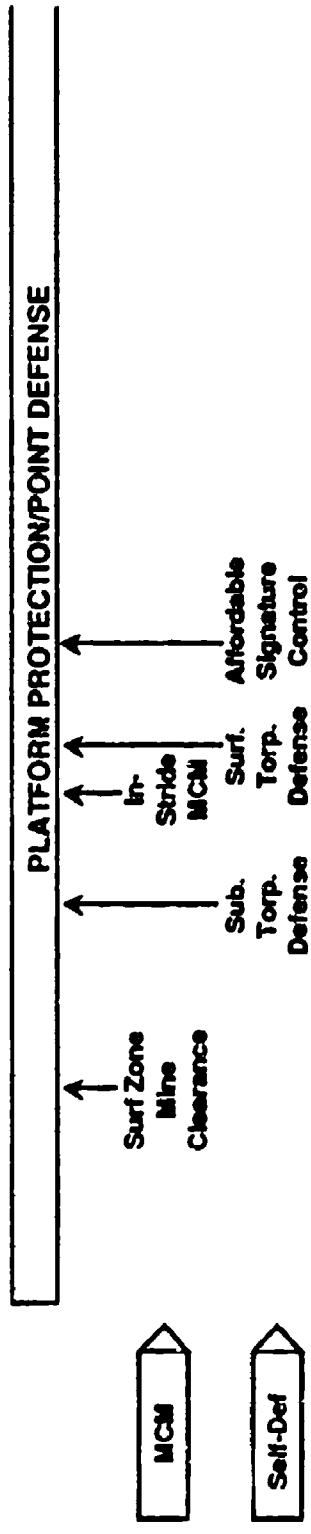 PLATFORM PROTECTION/POINT DEFENSE
MCM
Surf Zone
Mine
Clearance
In-
Stride
MCM
Self-Def
Sub.
Torp.
Defense
Surf.
Torp.
Defense
Affordable
Signature
Control